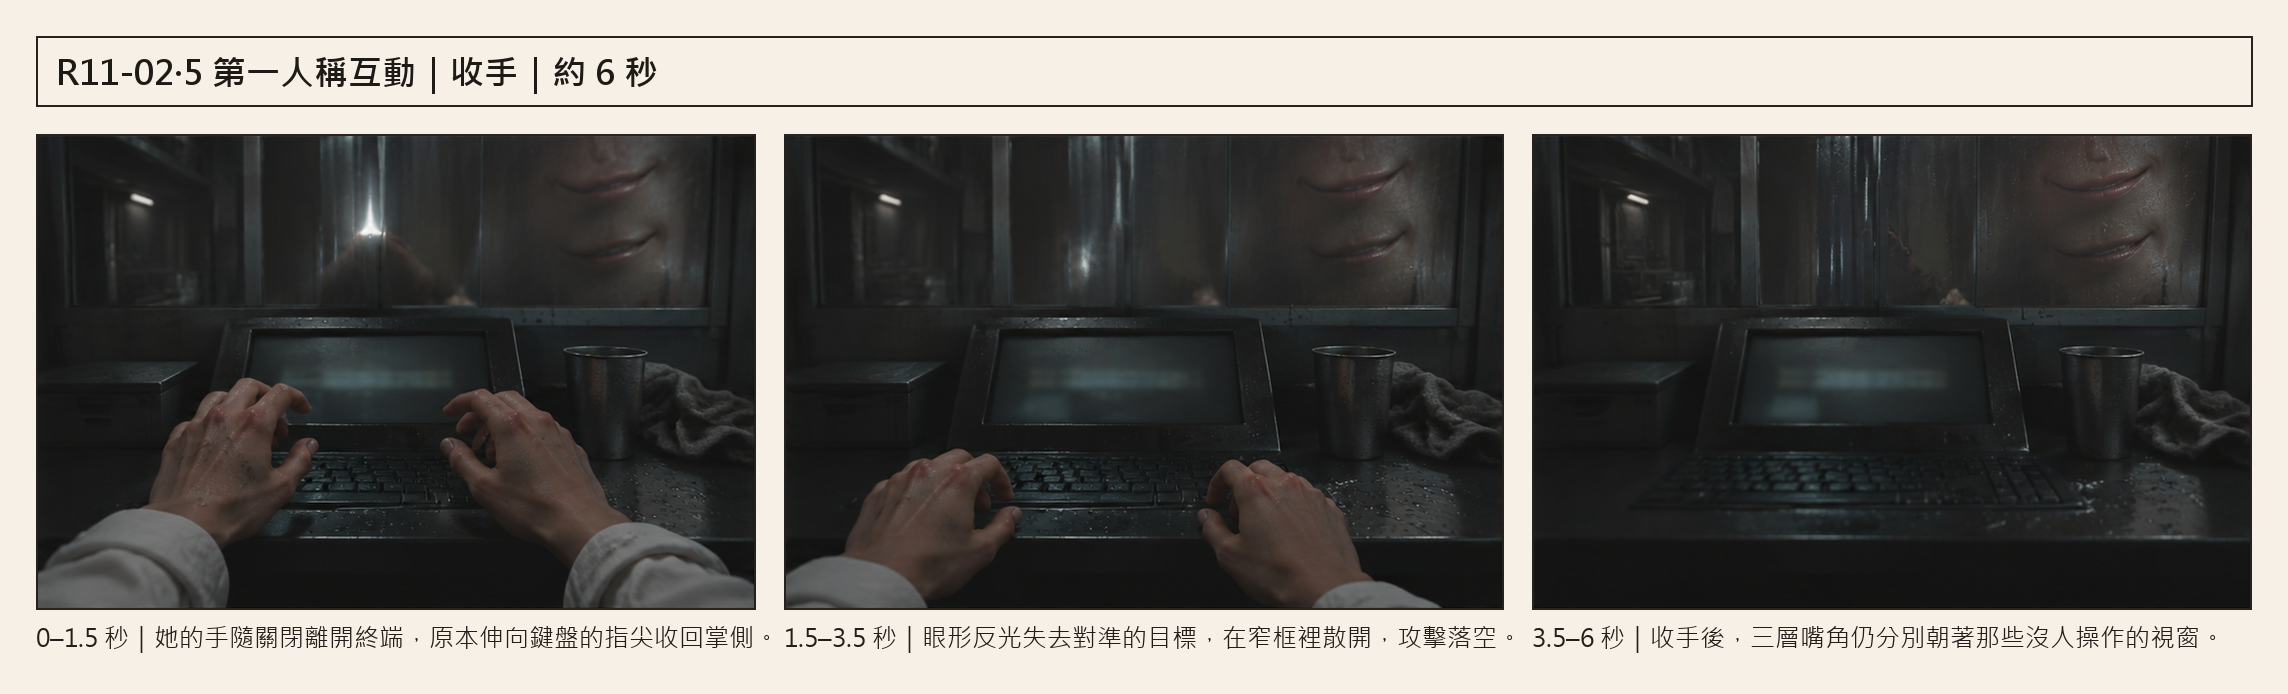 R11-02·5 第一人稱互動｜收手｜約 6 秒
0–1.5 秒｜她的手隨關閉離開終端，原本伸向鍵盤的指尖收回掌側。
1.5–3.5 秒｜眼形反光失去對準的目標，在窄框裡散開，攻擊落空。
3.5–6 秒｜收手後，三層嘴角仍分別朝著那些沒人操作的視窗。